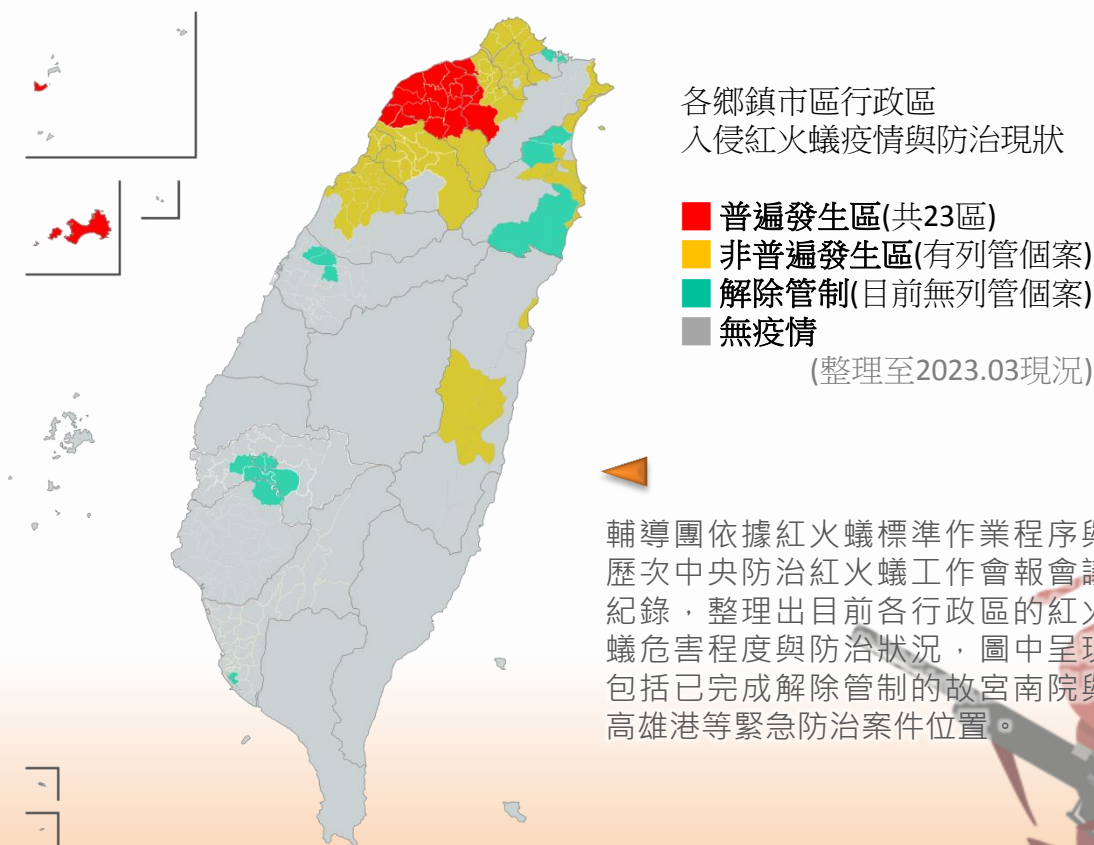 各鄉鎮市區行政區
入侵紅火蟻疫情與防治現狀
普遍發生區(共23區)
非普遍發生區(有列管個案)
解除管制(目前無列管個案)
無疫情
(整理至2023.03現況)
輔導團依據紅火蟻標準作業程序與
歷次中央防治紅火蟻工作會報會議
紀錄，整理出目前各行政區的紅火
蟻危害程度與防治狀況，圖中呈現
包括已完成解除管制的故宮南院與
高雄港等緊急防治案件位置。